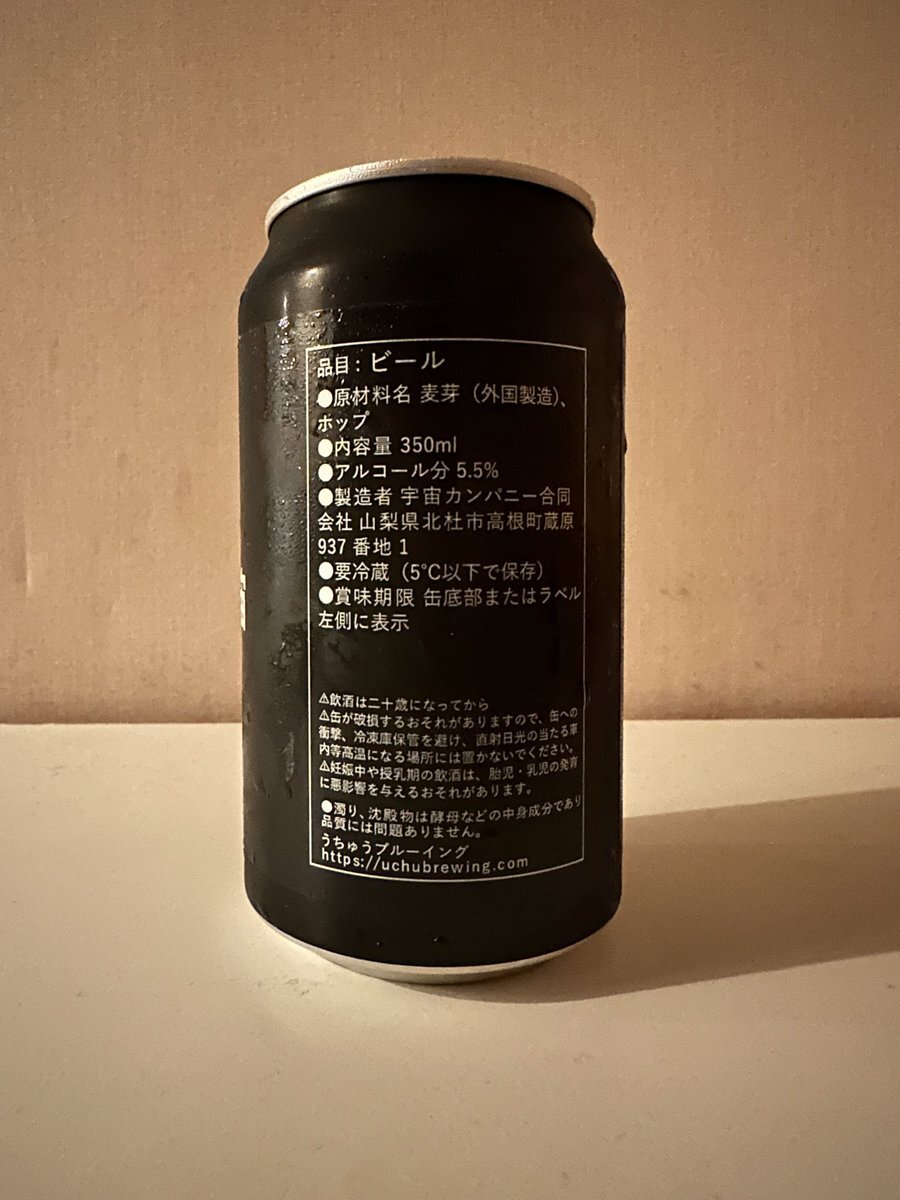 品目：ビール
●原材料名 麦芽（外国製造）、
ホップ
●内容量 350ml
●アルコール分 5.5%
●製造者 宇宙カンパニー合同
会社 山梨県北杜市高根町蔵原
937 番地 1
●要冷蔵（5℃以下で保存）
●賞味期限 缶底部またはラベル
左側に表示
⚠飲酒は二十歳になってから
⚠缶が破損するおそれがありますので、缶への
衝撃、冷凍庫保管を避け、直射日光の当たる車
内等高温になる場所には置かないでください。
⚠妊娠中や授乳期の飲酒は、胎児・乳児の発育
に悪影響を与えるおそれがあります。
●濁り、沈殿物は酵母などの中身成分であり
品質には問題ありません。
うちゅうブルーイング
https://uchubrewing.com